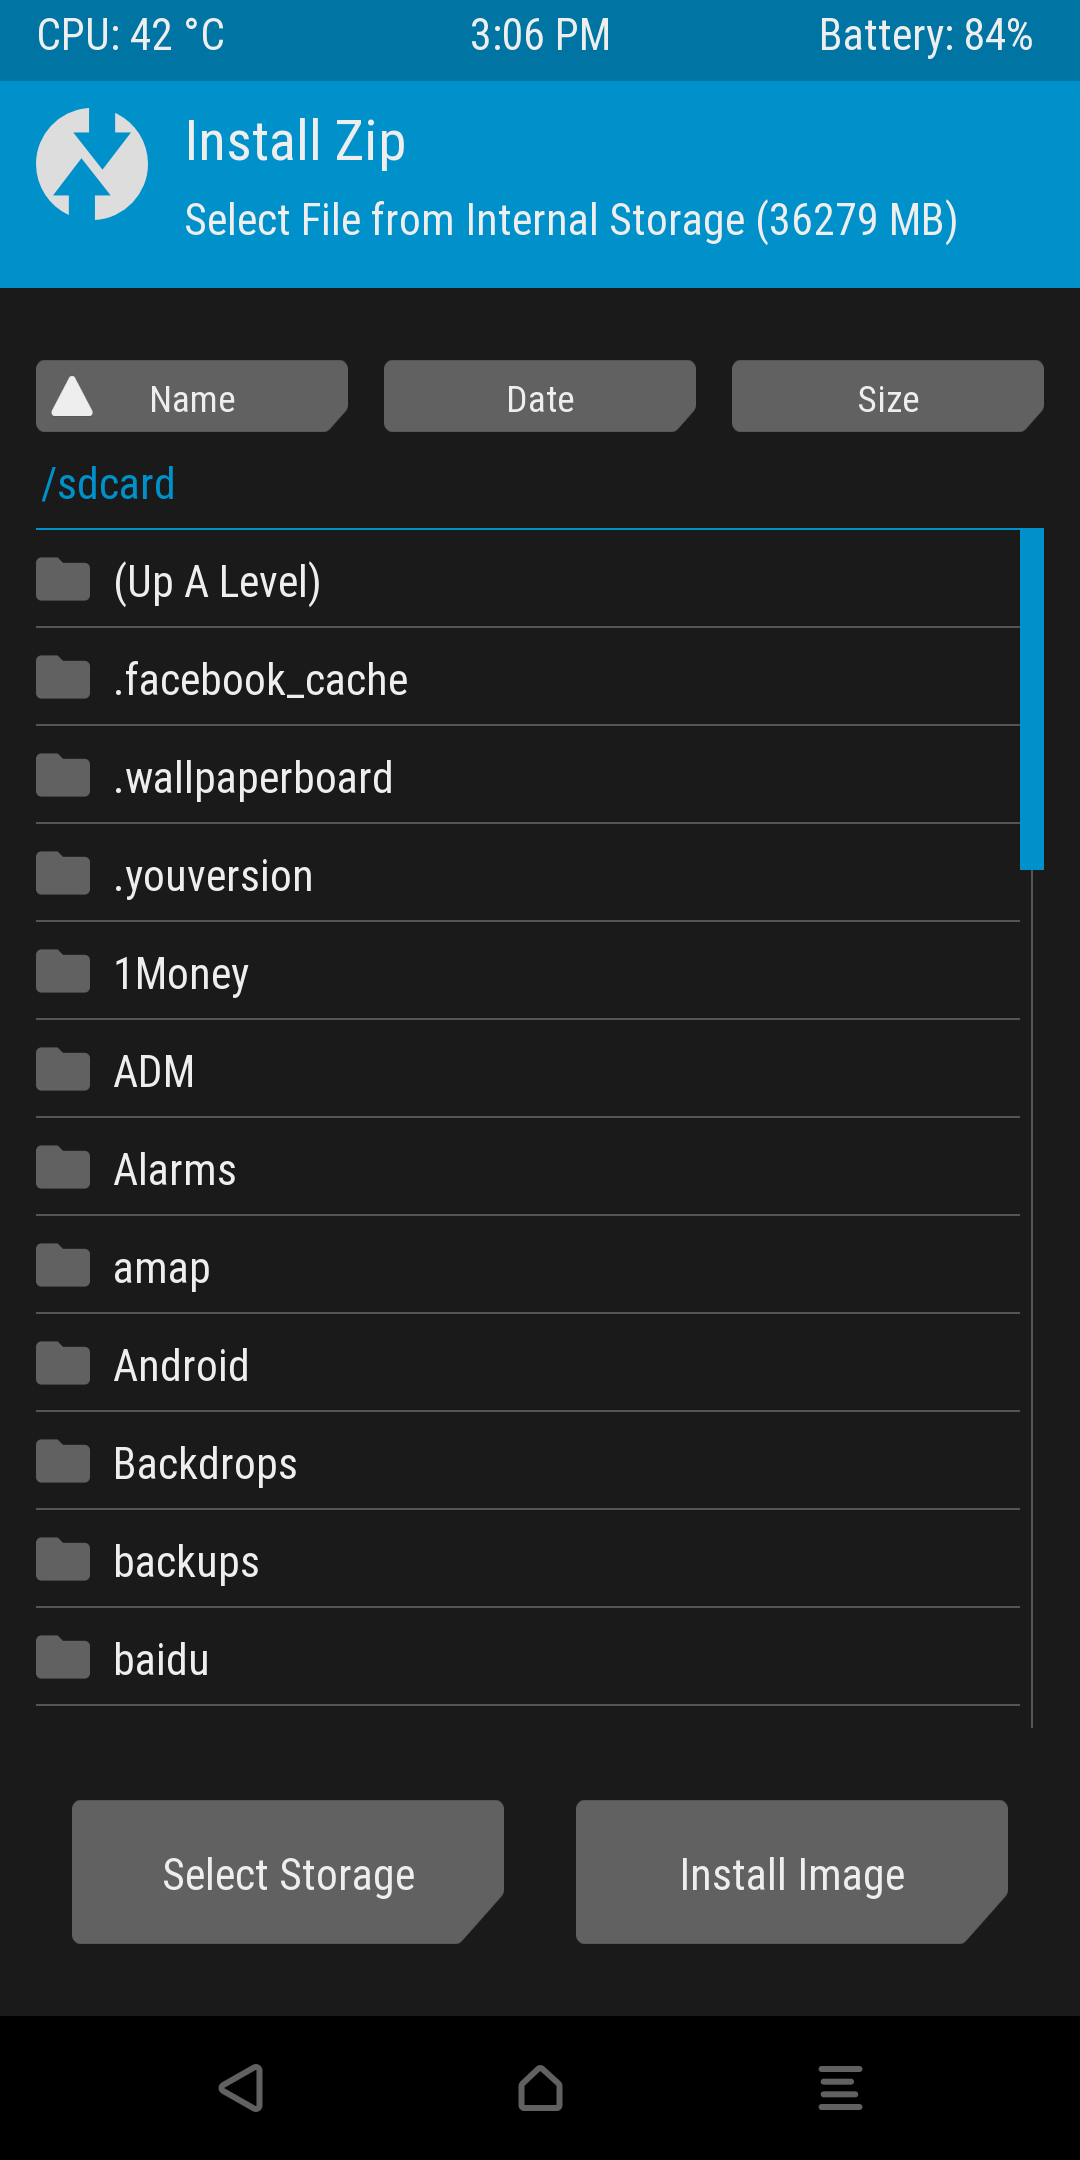 CPU: 42 °C 3:06 PM Battery: 84%
Install Zip
Select File from Internal Storage (36279 MB)
Name Date Size
/sdcard
(Up A Level)
.facebook_cache
.wallpaperboard
.youversion
1Money
ADM
Alarms
amap
Android
Backdrops
backups
baidu
Select Storage Install Image